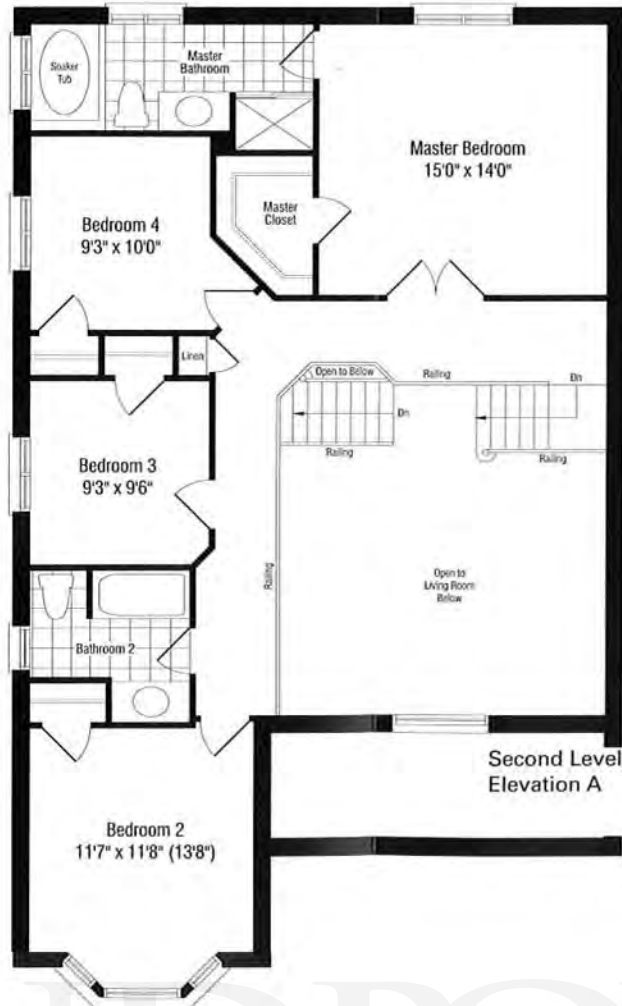 Soaker
Tub
Master
Bathroom
Master Bedroom
15'0" x 14'0"
Master
Closet
Bedroom 4
9'3" x 10'0"
Linen
Open to Below
Railing
Dn
Dn
Railing
Railing
Bedroom 3
9'3" x 9'6"
Railing
Open to
Living Room
Below
Bathroom 2
Second Level
Elevation A
Bedroom 2
11'7" x 11'8" (13'8")